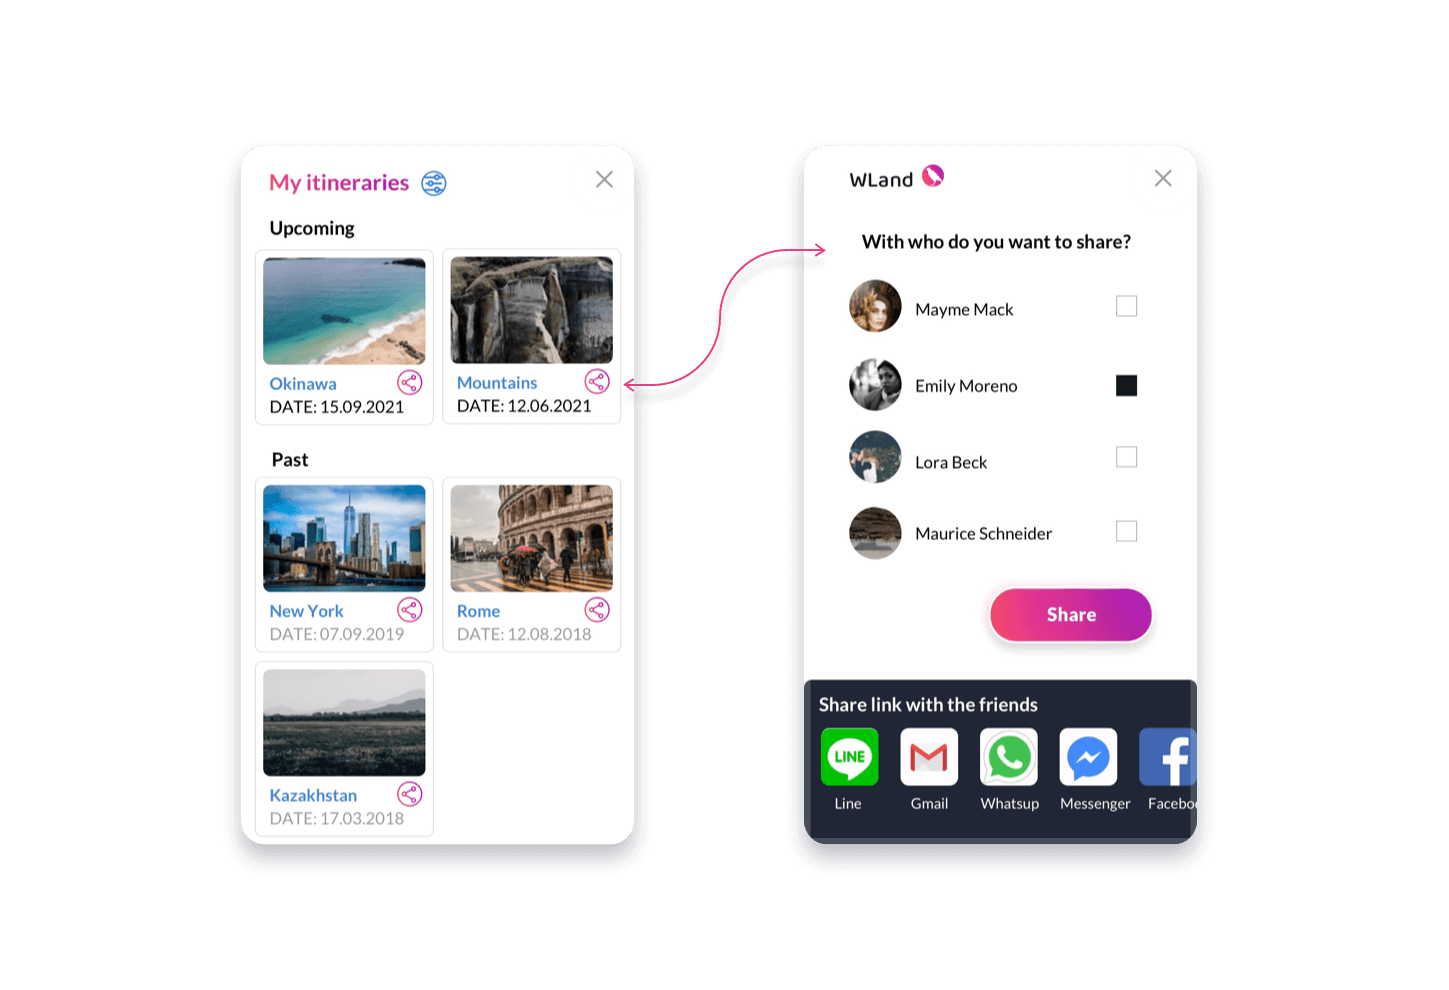 My itineraries
Upcoming
Okinawa
DATE: 15.09.2021
Mountains
DATE: 12.06.2021
Past
New York
DATE: 07.09.2019
Rome
DATE: 12.08.2018
Kazakhstan
DATE: 17.03.2018
WLand
With who do you want to share?
Mayme Mack
Emily Moreno
Lora Beck
Maurice Schneider
Share
Share link with the friends
LINE
Line
Gmail
Whatsup
Messenger
Faceboo